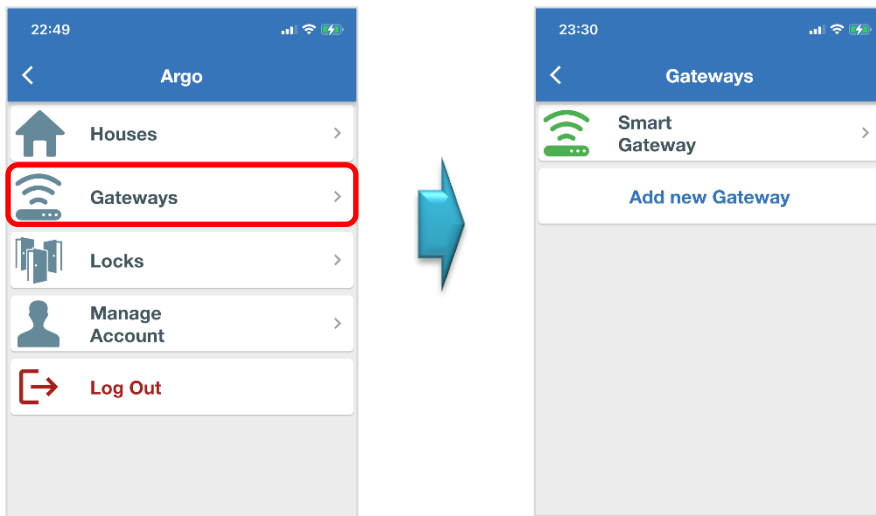 22:49
Argo
Houses
Gateways
Locks
Manage
Account
Log Out
23:30
Gateways
Smart
Gateway
Add new Gateway